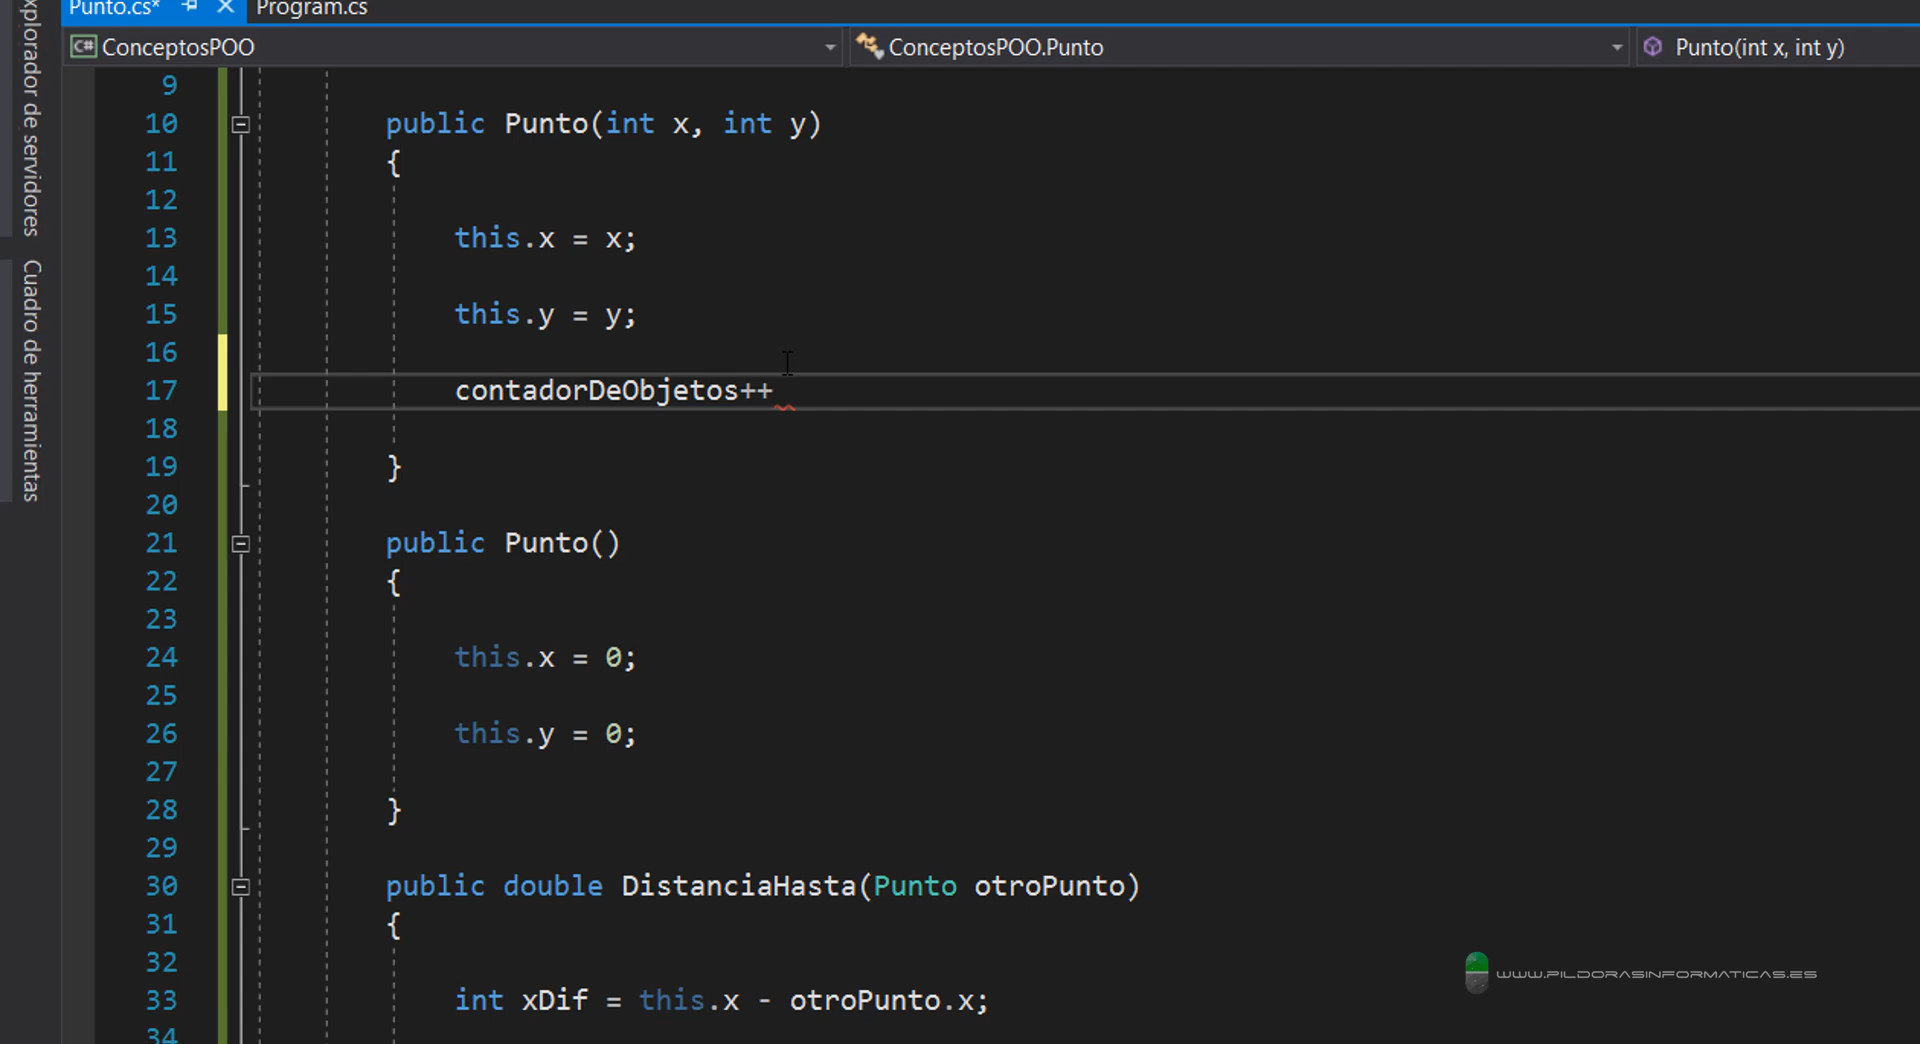 Punto.cs* Program.cs
C# ConceptosPOO ConceptosPOO.Punto Punto(int x, int y)
xplorador de servidores
Cuadro de herramientas
9
10 public Punto(int x, int y)
11 {
12
13 this.x = x;
14
15 this.y = y;
16
17 contadorDeObjetos++
18
19 }
20
21 public Punto()
22 {
23
24 this.x = 0;
25
26 this.y = 0;
27
28 }
29
30 public double DistanciaHasta(Punto otroPunto)
31 {
32
33 int xDif = this.x - otroPunto.x;
34
WWW.PILDORASINFORMATICAS.ES